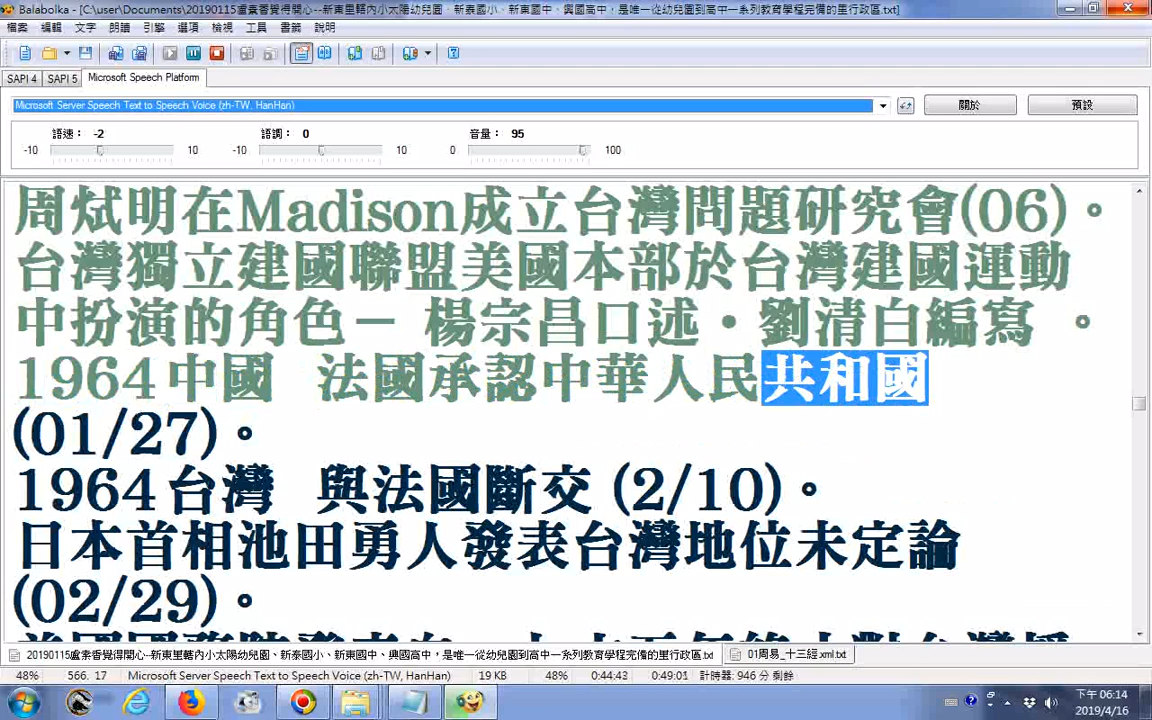 Balabolka - [C:\user\Documents\20190115盧素香覺得開心--新東里轄內小太陽幼兒園、新泰國小、新東國中、興國高中，是唯一從幼兒園到高中一系列教育學程完備的里行政區.txt]
檔案 編輯 文字 朗讀 引擎 選項 檢視 工具 書籤 說明
SAPI 4 SAPI 5 Microsoft Speech Platform
Microsoft Server Speech Text to Speech Voice (zh-TW, HanHan) 關於 預設
語速： -2 語調： 0 音量： 95
-10 10 -10 10 0 100
周烒明在Madison成立台灣問題研究會(06)。
台灣獨立建國聯盟美國本部於台灣建國運動
中扮演的角色－ 楊宗昌口述‧劉清白編寫 。
1964中國 法國承認中華人民共和國
(01/27)。
1964台灣 與法國斷交 (2/10)。
日本首相池田勇人發表台灣地位未定論
(02/29)。
20190115盧素香覺得開心--新東里轄內小太陽幼兒園、新泰國小、新東國中、興國高中，是唯一從幼兒園到高中一系列教育學程完備的里行政區.txt 01周易_十三經.xml.txt
48% 566. 17 Microsoft Server Speech Text to Speech Voice (zh-TW, HanHan) 19 KB 48% 0:44:43 0:49:01 計時器: 946 分 剩餘
下午 06:14
2019/4/16